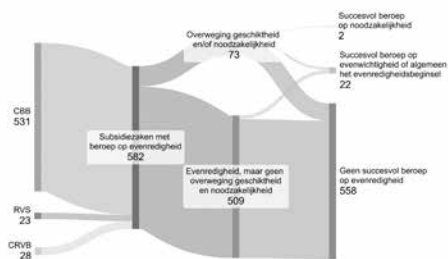 CBB
531
RVS
23
CRVB
28
Subsidiezaken met
beroep op evenredigheid
582
Overweging geschiktheid
en/of noodzakelijkheid
73
Evenredigheid, maar geen
overweging geschiktheid
en noodzakelijkheid
509
Succesvol beroep
op noodzakelijkheid
2
Succesvol beroep op
evenwichtigheid of algemeen
het evenredigheidsbeginsel
22
Geen succesvol beroep
op evenredigheid
558